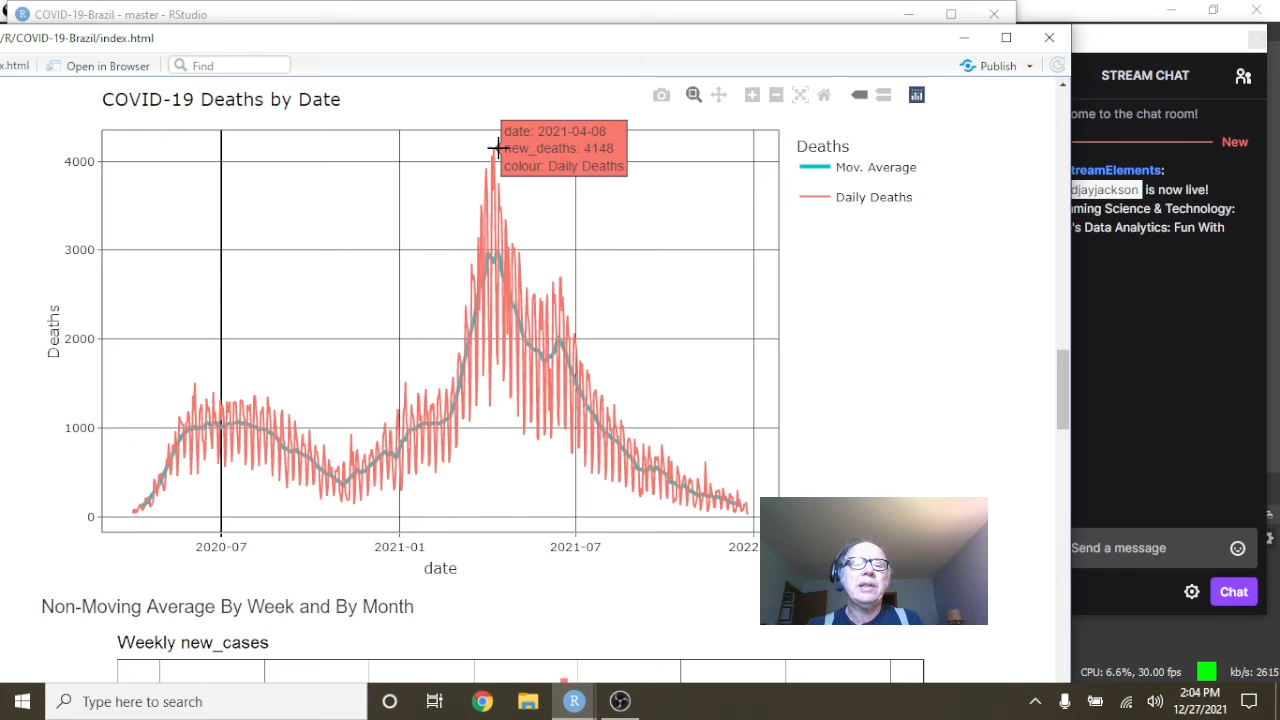 COVID-19-Brazil - master - RStudio
/R/COVID-19-Brazil/index.html
x.html
Open in Browser
Find
Publish
COVID-19 Deaths by Date
date: 2021-04-08
new_deaths: 4148
colour: Daily Deaths
Deaths
Mov. Average
Daily Deaths
4000
3000
2000
1000
0
Deaths
2020-07
2021-01
2021-07
2022
date
Non-Moving Average By Week and By Month
Weekly new_cases
STREAM CHAT
ome to the chat room!
New
treamElements:
djayjackson is now live!
ming Science & Technology:
's Data Analytics: Fun With
Send a message
Chat
CPU: 6.6%, 30.00 fps
kb/s: 2615
Type here to search
2:04 PM
12/27/2021